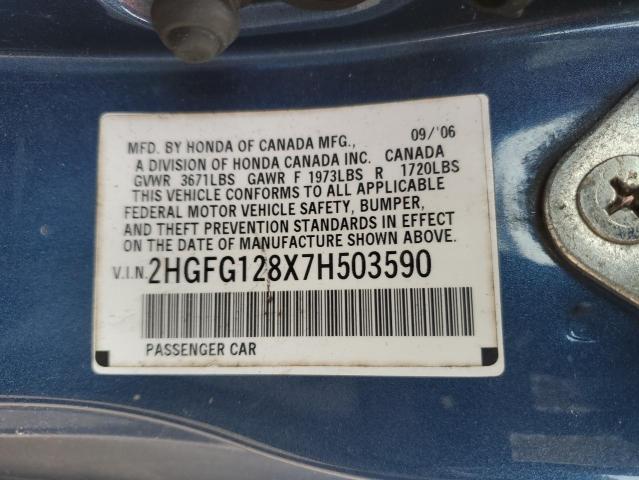 MFD. BY HONDA OF CANADA MFG., 09/'06
A DIVISION OF HONDA CANADA INC. CANADA
GVWR 3671LBS GAWR F 1973LBS R 1720LBS
THIS VEHICLE CONFORMS TO ALL APPLICABLE
FEDERAL MOTOR VEHICLE SAFETY, BUMPER,
AND THEFT PREVENTION STANDARDS IN EFFECT
ON THE DATE OF MANUFACTURE SHOWN ABOVE.
V.I.N. 2HGFG128X7H503590
PASSENGER CAR